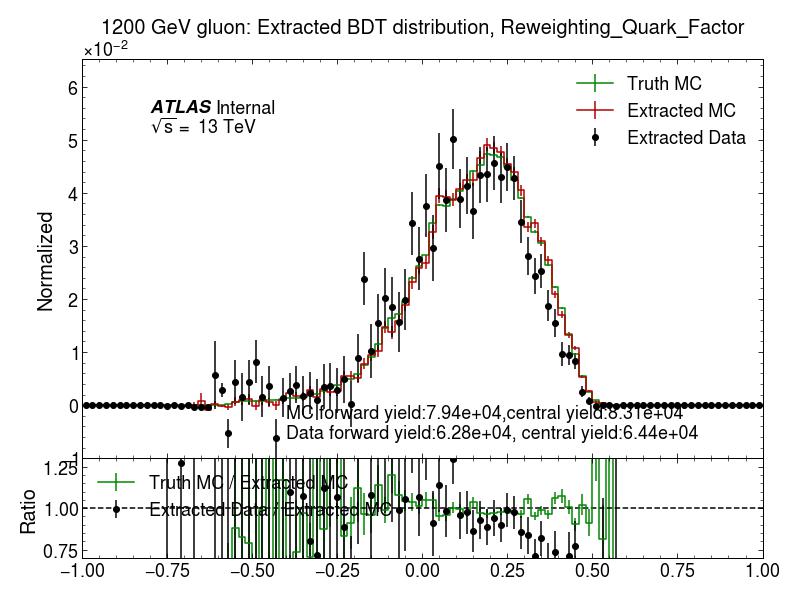 1200 GeV gluon: Extracted BDT distribution, Reweighting_Quark_Factor
×10⁻²
6
5
4
3
2
1
0
1
Normalized
ATLAS Internal
√s = 13 TeV
Truth MC
Extracted MC
Extracted Data
MC forward yield:7.94e+04,central yield:8.31e+04
Data forward yield:6.28e+04, central yield:6.44e+04
1.25
1.00
0.75
Ratio
Truth MC / Extracted MC
Extracted Data / Extracted MC
−1.00 −0.75 −0.50 −0.25 0.00 0.25 0.50 0.75 1.00